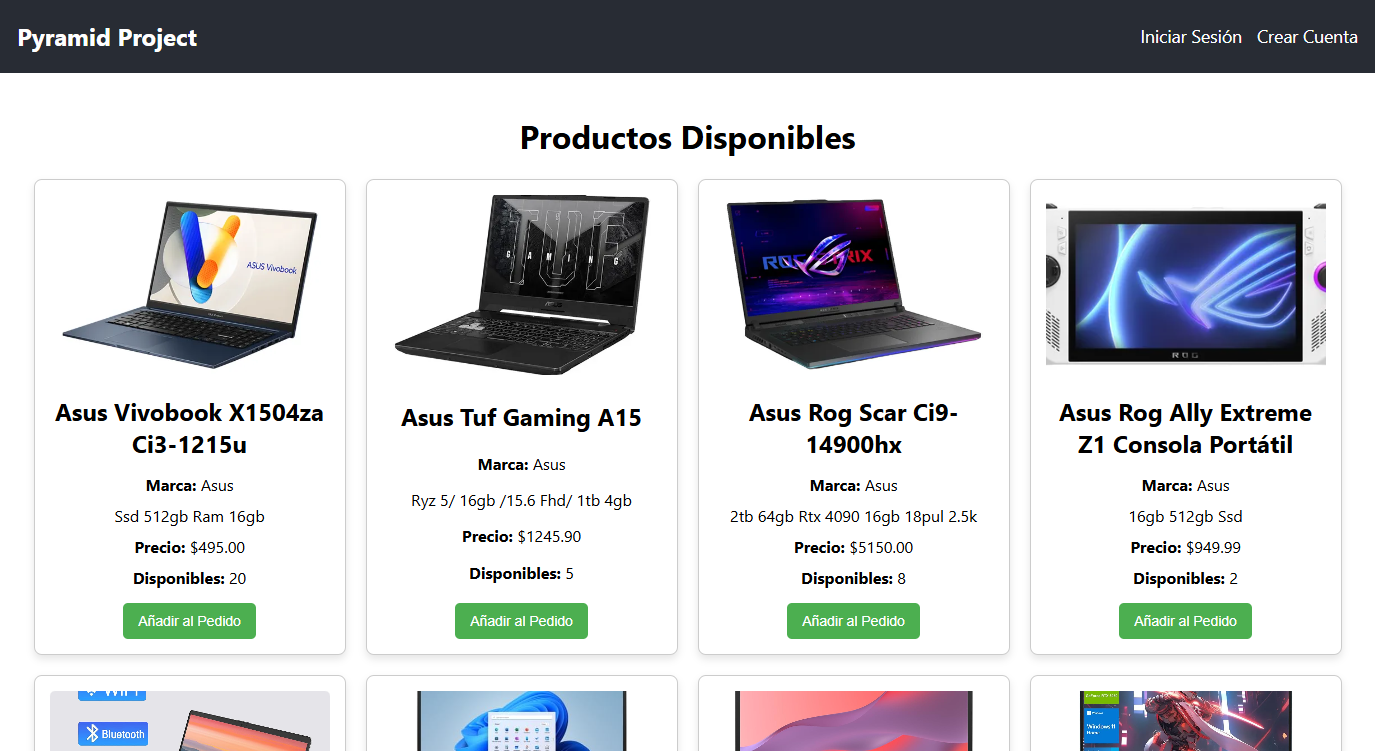 Pyramid Project
Iniciar Sesión Crear Cuenta
Productos Disponibles
ASUS Vivobook
Asus Vivobook X1504za
Ci3-1215u
Marca: Asus
Ssd 512gb Ram 16gb
Precio: $495.00
Disponibles: 20
Añadir al Pedido
TUF
GAMING
Asus Tuf Gaming A15
Marca: Asus
Ryz 5/ 16gb /15.6 Fhd/ 1tb 4gb
Precio: $1245.90
Disponibles: 5
Añadir al Pedido
Asus Rog Scar Ci9-
14900hx
Marca: Asus
2tb 64gb Rtx 4090 16gb 18pul 2.5k
Precio: $5150.00
Disponibles: 8
Añadir al Pedido
ROG
Asus Rog Ally Extreme
Z1 Consola Portátil
Marca: Asus
16gb 512gb Ssd
Precio: $949.99
Disponibles: 2
Añadir al Pedido
Bluetooth
Windows 11